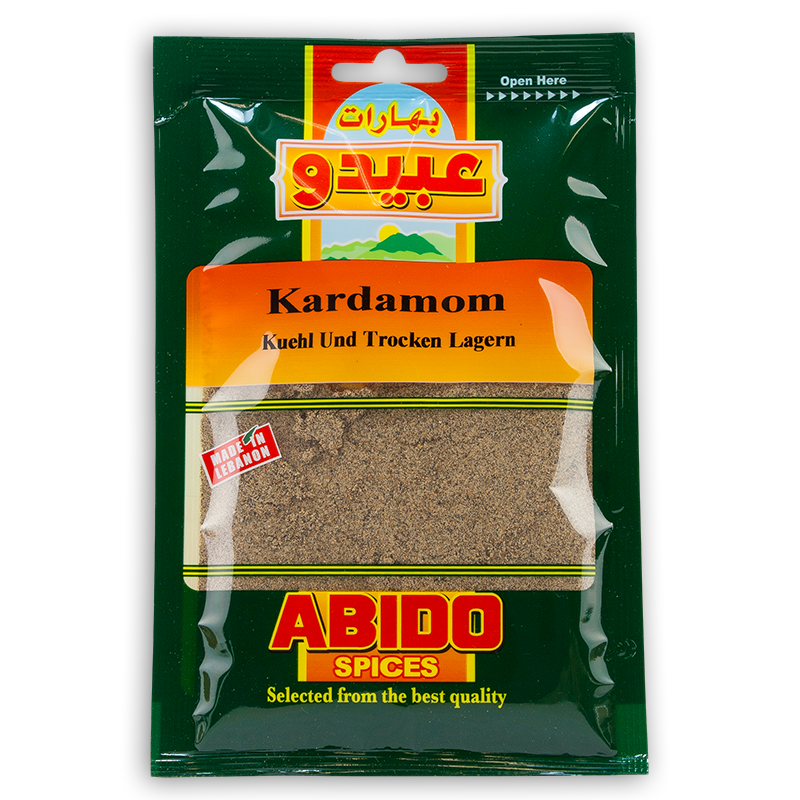 Open Here
بهارات
عبيدو
Kardamom
Kuehl Und Trocken Lagern
MADE IN
LEBANON
ABIDO
SPICES
Selected from the best quality